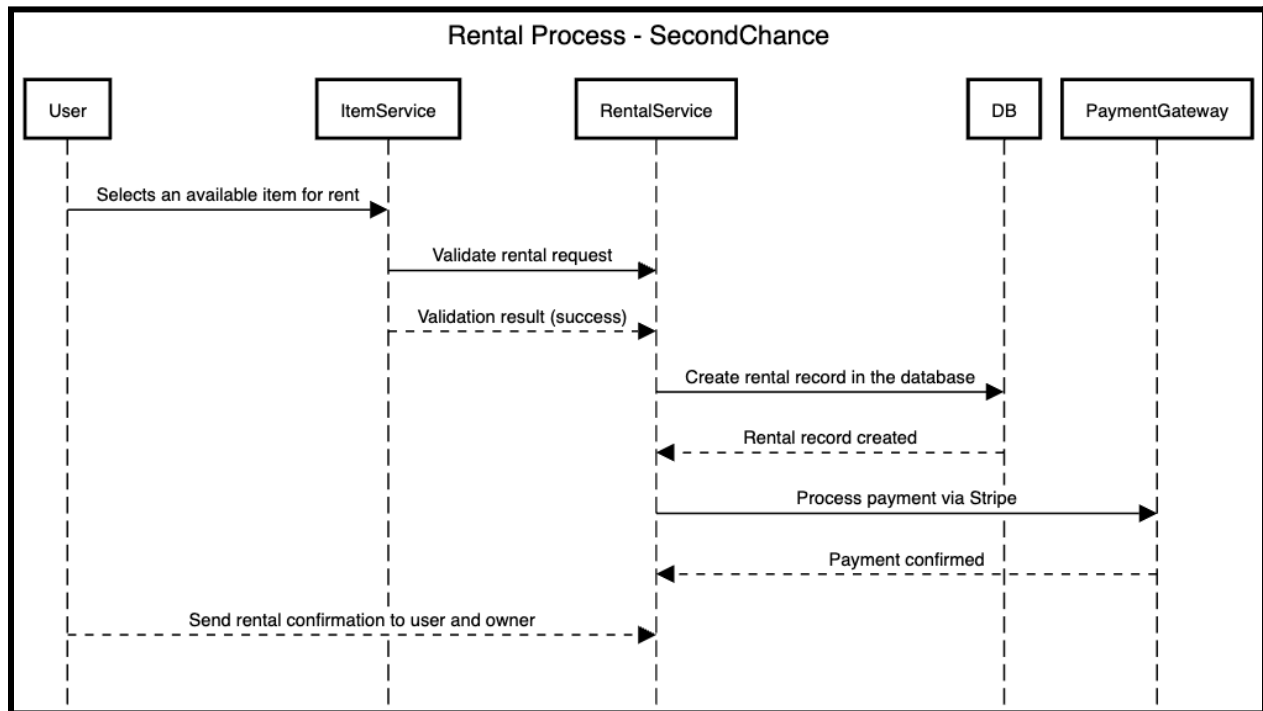 Rental Process - SecondChance
User
ItemService
RentalService
DB
PaymentGateway
Selects an available item for rent
Validate rental request
Validation result (success)
Create rental record in the database
Rental record created
Process payment via Stripe
Payment confirmed
Send rental confirmation to user and owner